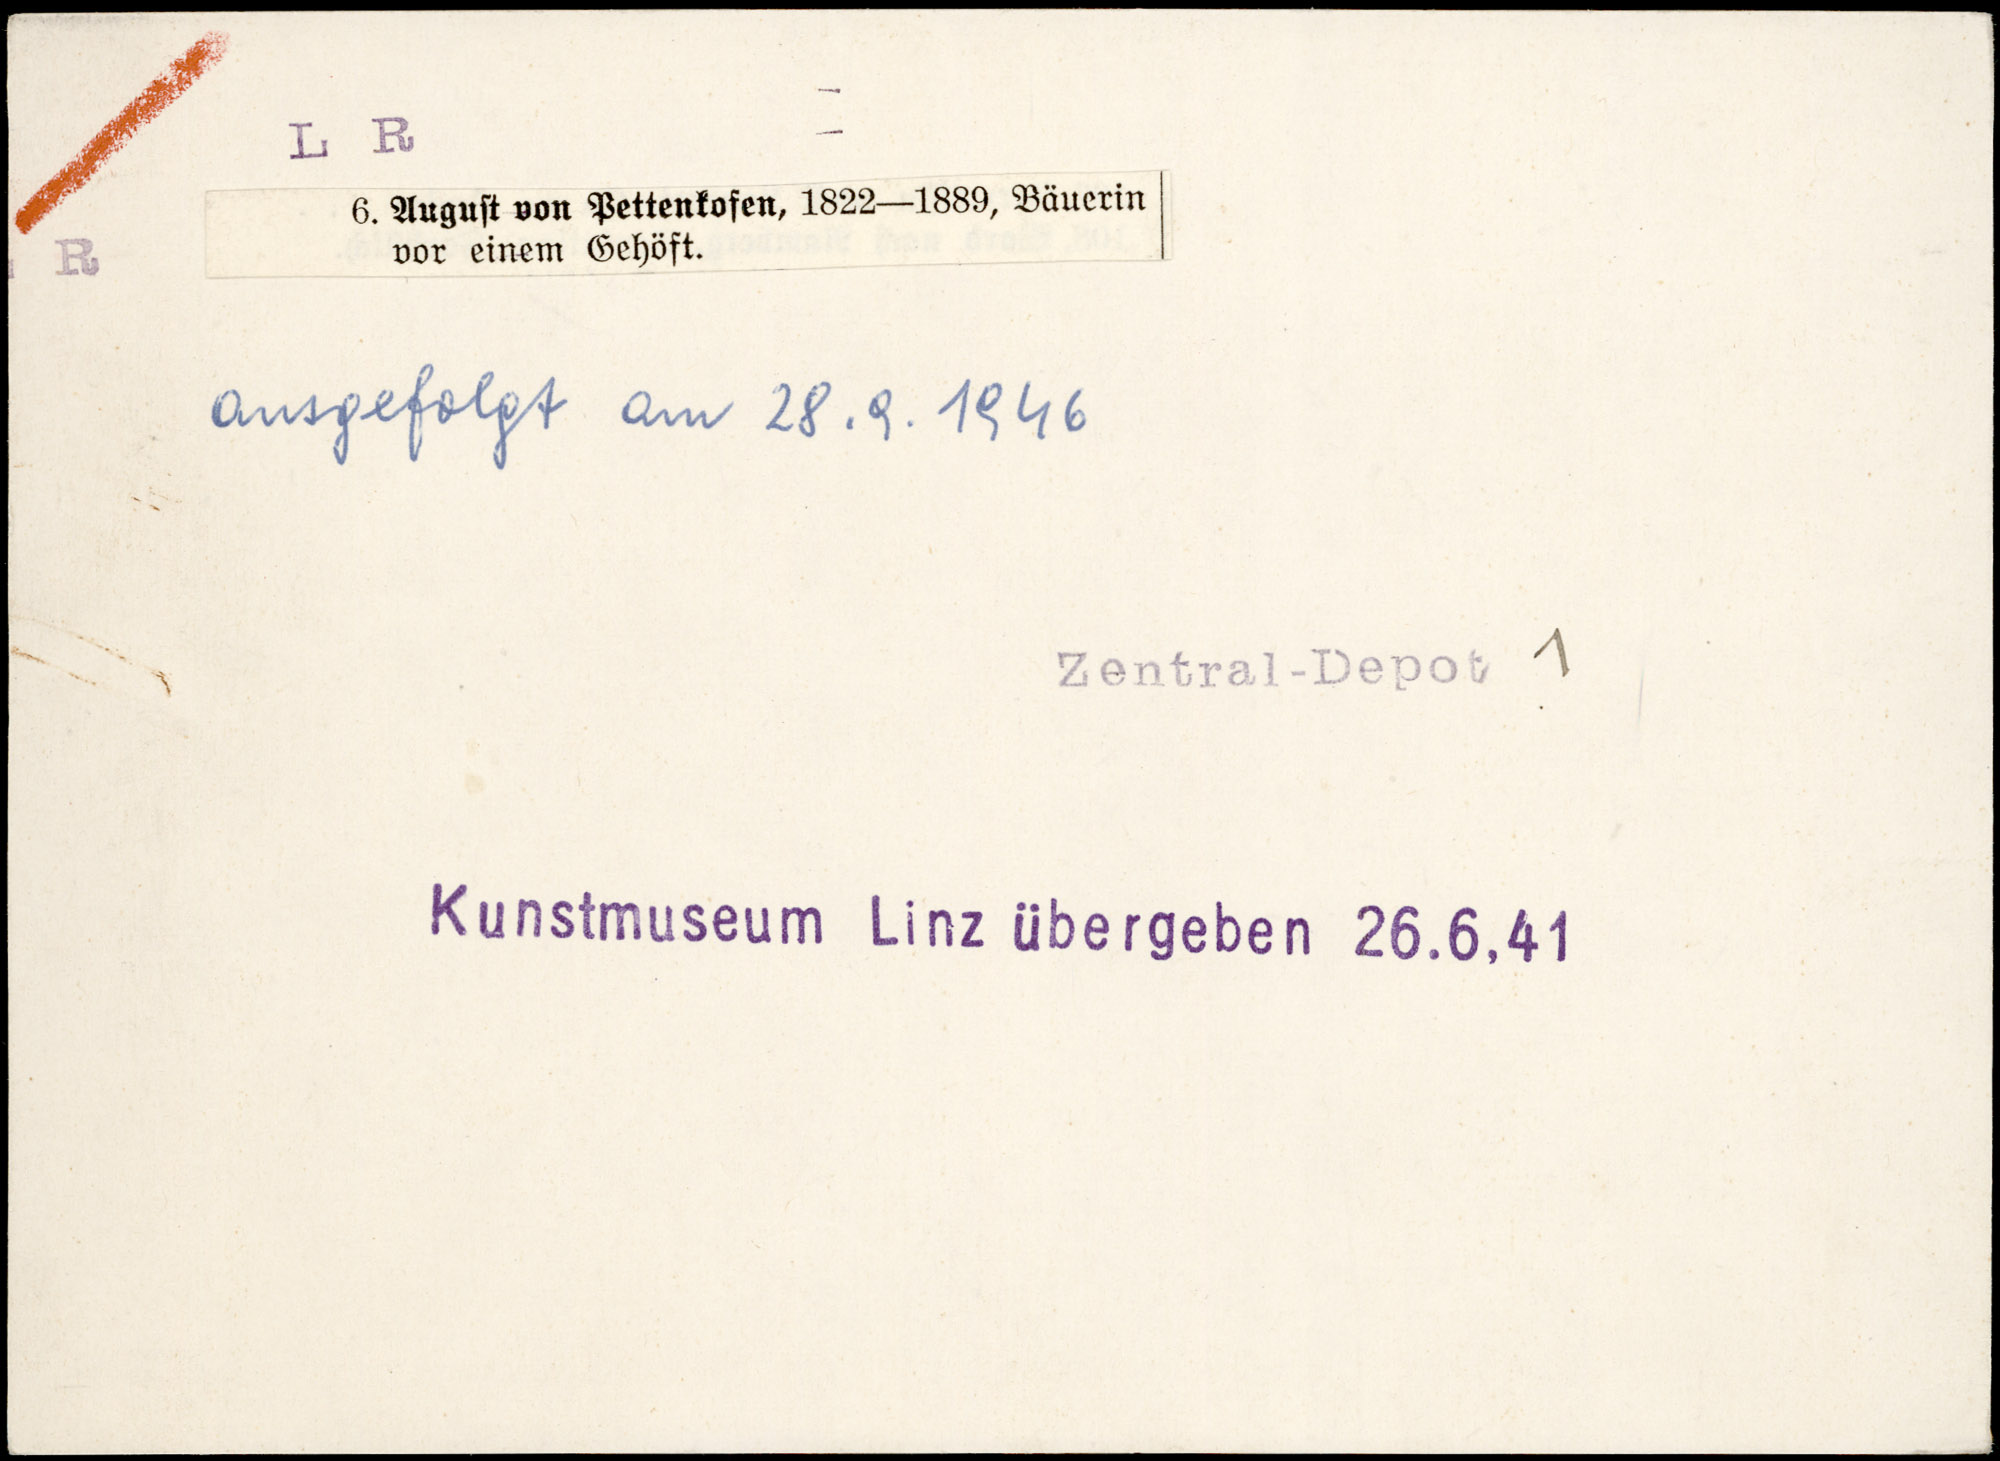 L R
6. August von Pettenkofen, 1822—1889, Bäuerin
vor einem Gehöft.
R
ausgefolgt am 28.9.1946
Zentral-Depot 1
Kunstmuseum Linz übergeben 26.6.41